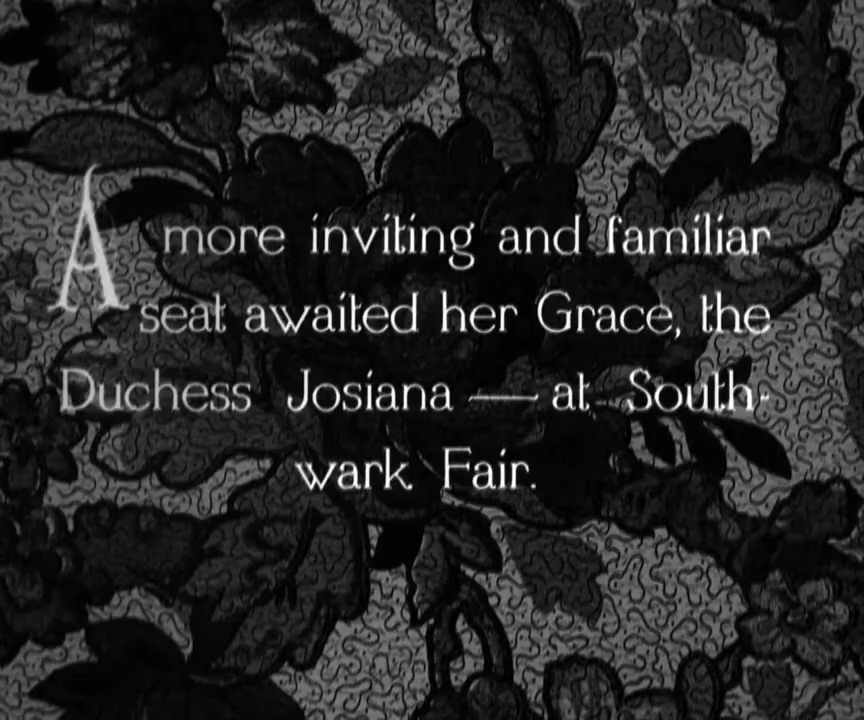 A more inviting and familiar
seat awaited her Grace, the
Duchess Josiana — at South-
wark Fair.